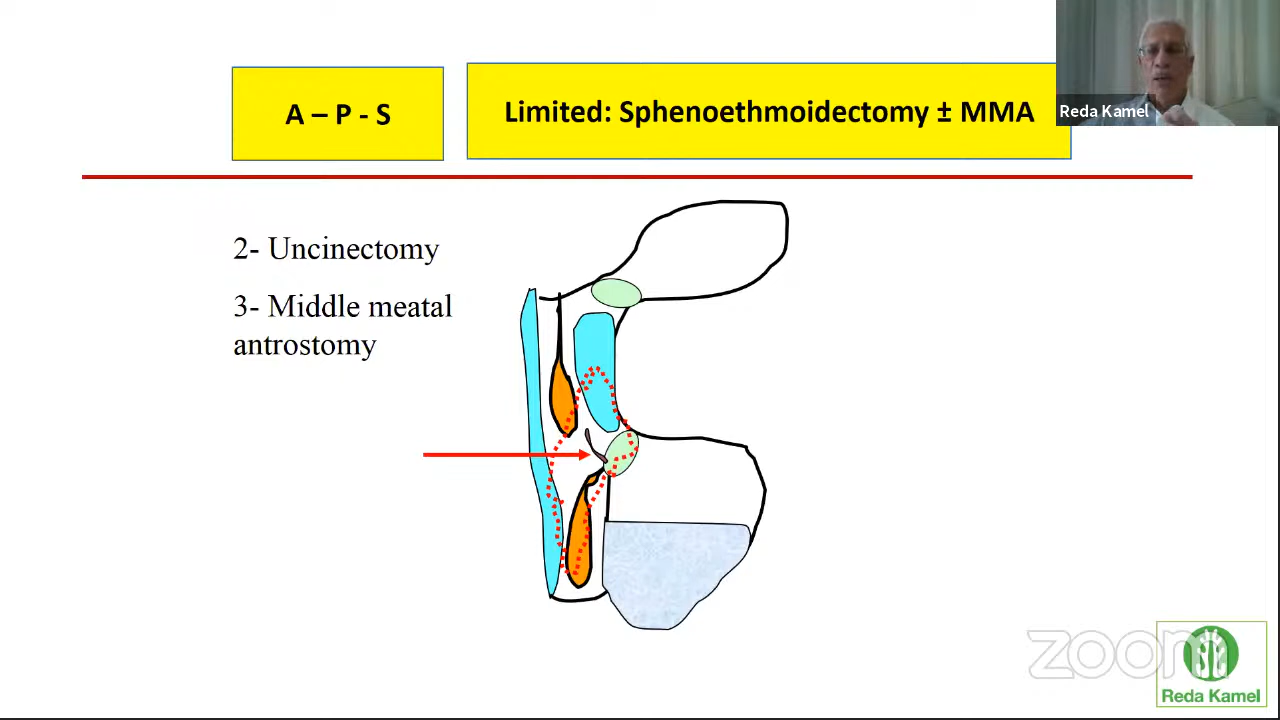 A – P - S
Limited: Sphenoethmoidectomy ± MMA
Reda Kamel
2- Uncinectomy
3- Middle meatal
antrostomy
zoom
Reda Kamel